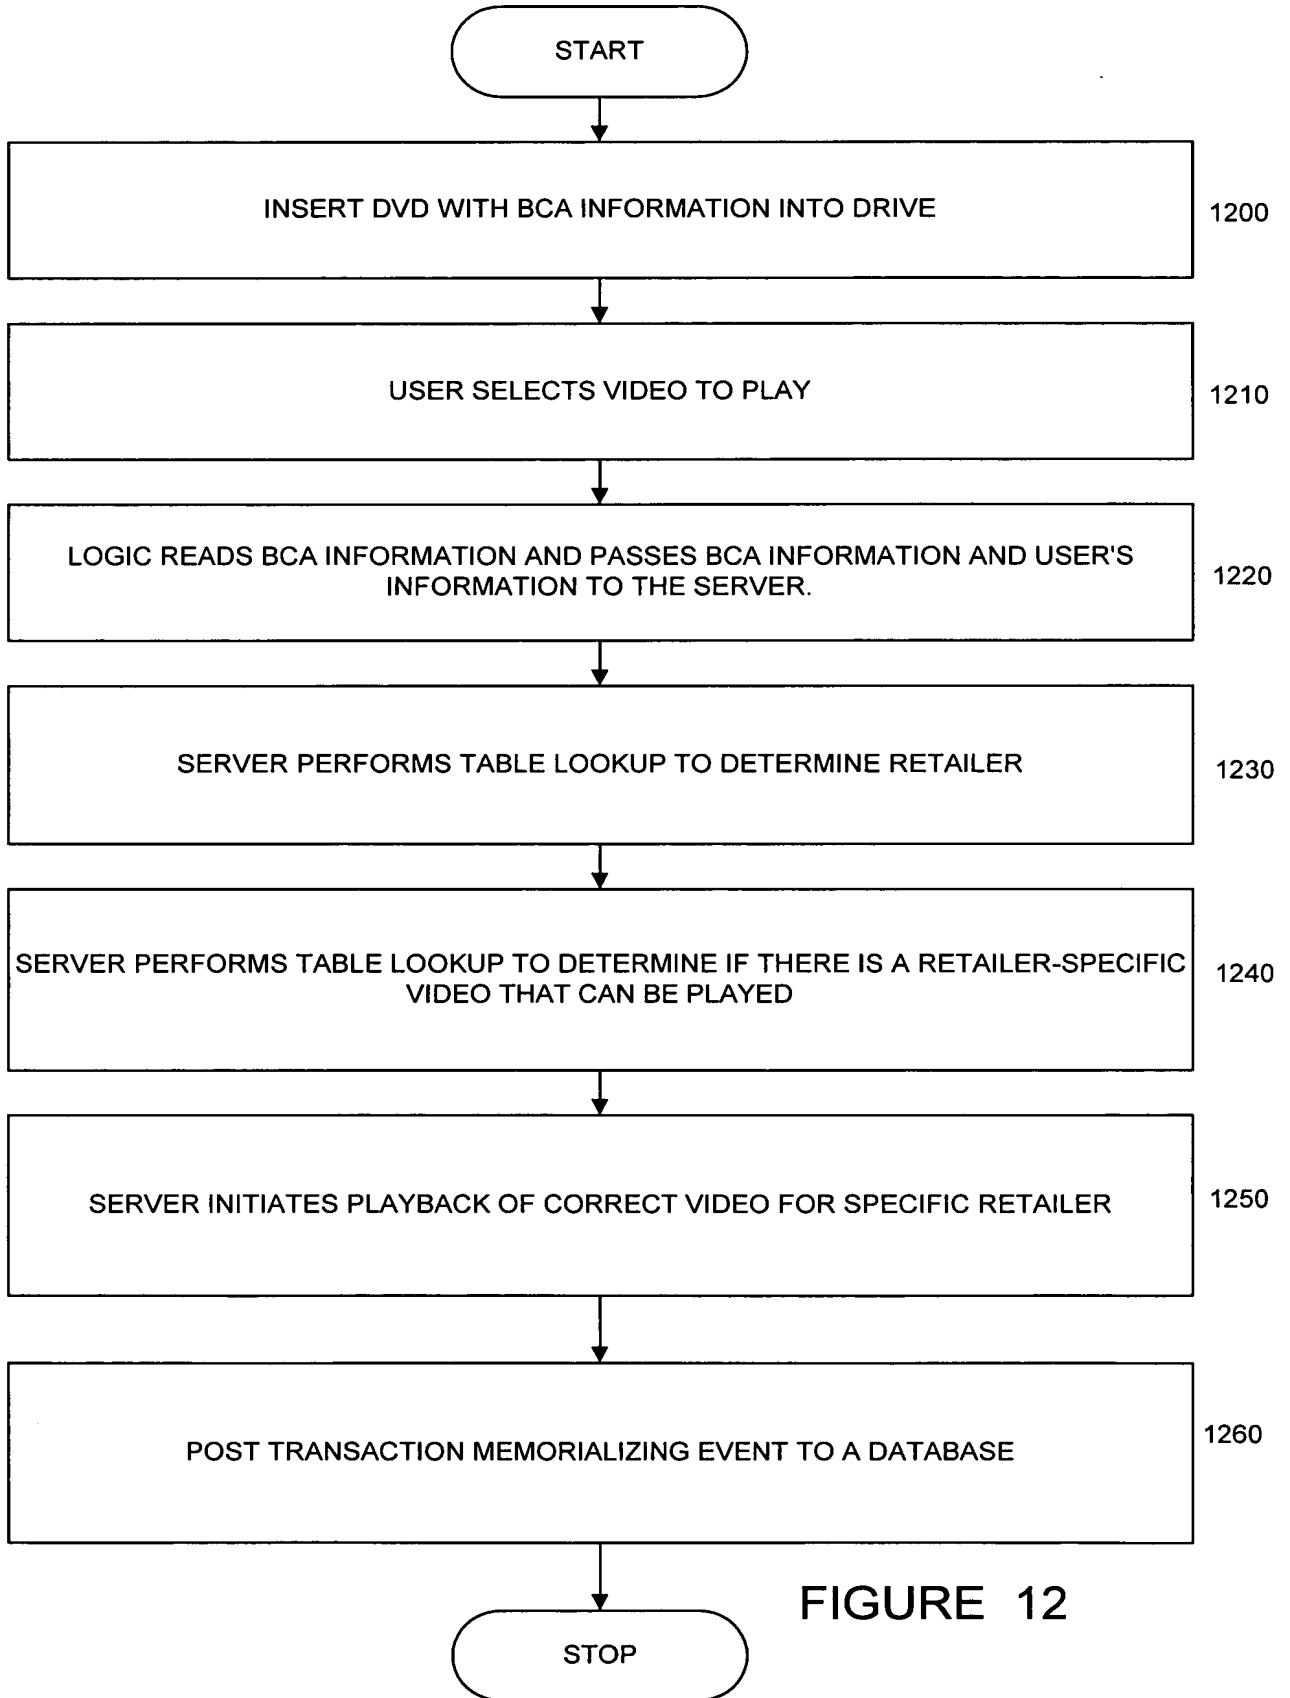 START
INSERT DVD WITH BCA INFORMATION INTO DRIVE
1200
USER SELECTS VIDEO TO PLAY
1210
LOGIC READS BCA INFORMATION AND PASSES BCA INFORMATION AND USER'S
INFORMATION TO THE SERVER.
1220
SERVER PERFORMS TABLE LOOKUP TO DETERMINE RETAILER
1230
SERVER PERFORMS TABLE LOOKUP TO DETERMINE IF THERE IS A RETAILER-SPECIFIC
VIDEO THAT CAN BE PLAYED
1240
SERVER INITIATES PLAYBACK OF CORRECT VIDEO FOR SPECIFIC RETAILER
1250
POST TRANSACTION MEMORIALIZING EVENT TO A DATABASE
1260
FIGURE 12
STOP